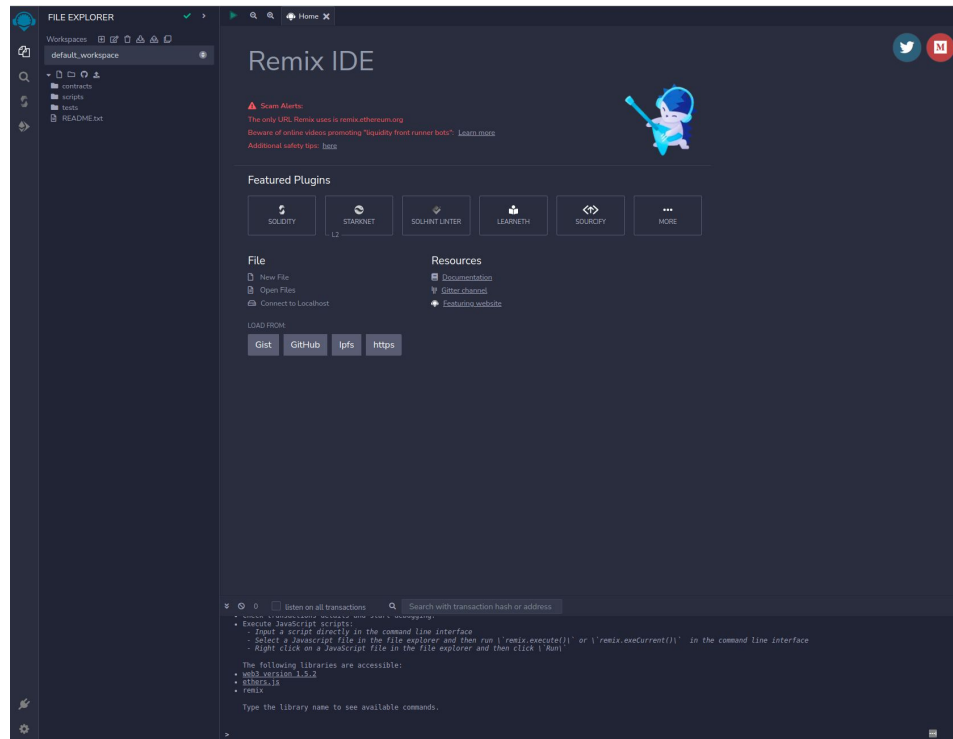 FILE EXPLORER
Workspaces
default_workspace
contracts
scripts
tests
README.txt
Home
Remix IDE
Scam Alerts:
The only URL Remix uses is remix.ethereum.org
Beware of online videos promoting "liquidity front runner bots": Learn more
Additional safety tips: here
Featured Plugins
SOLIDITY
STARKNET
L2
SOLHINT LINTER
LEARNETH
SOURCIFY
MORE
File
New File
Open Files
Connect to Localhost
Resources
Documentation
Gitter channel
Featuring website
LOAD FROM:
Gist GitHub Ipfs https
0 listen on all transactions Search with transaction hash or address
Check transactions details and start debugging.
• Execute JavaScript scripts:
- Input a script directly in the command line interface
- Select a Javascript file in the file explorer and then run \`remix.execute()\` or \`remix.exeCurrent()\` in the command line interface
- Right click on a JavaScript file in the file explorer and then click \`Run\`
The following libraries are accessible:
• web3 version 1.5.2
• ethers.js
• remix
Type the library name to see available commands.
>
M